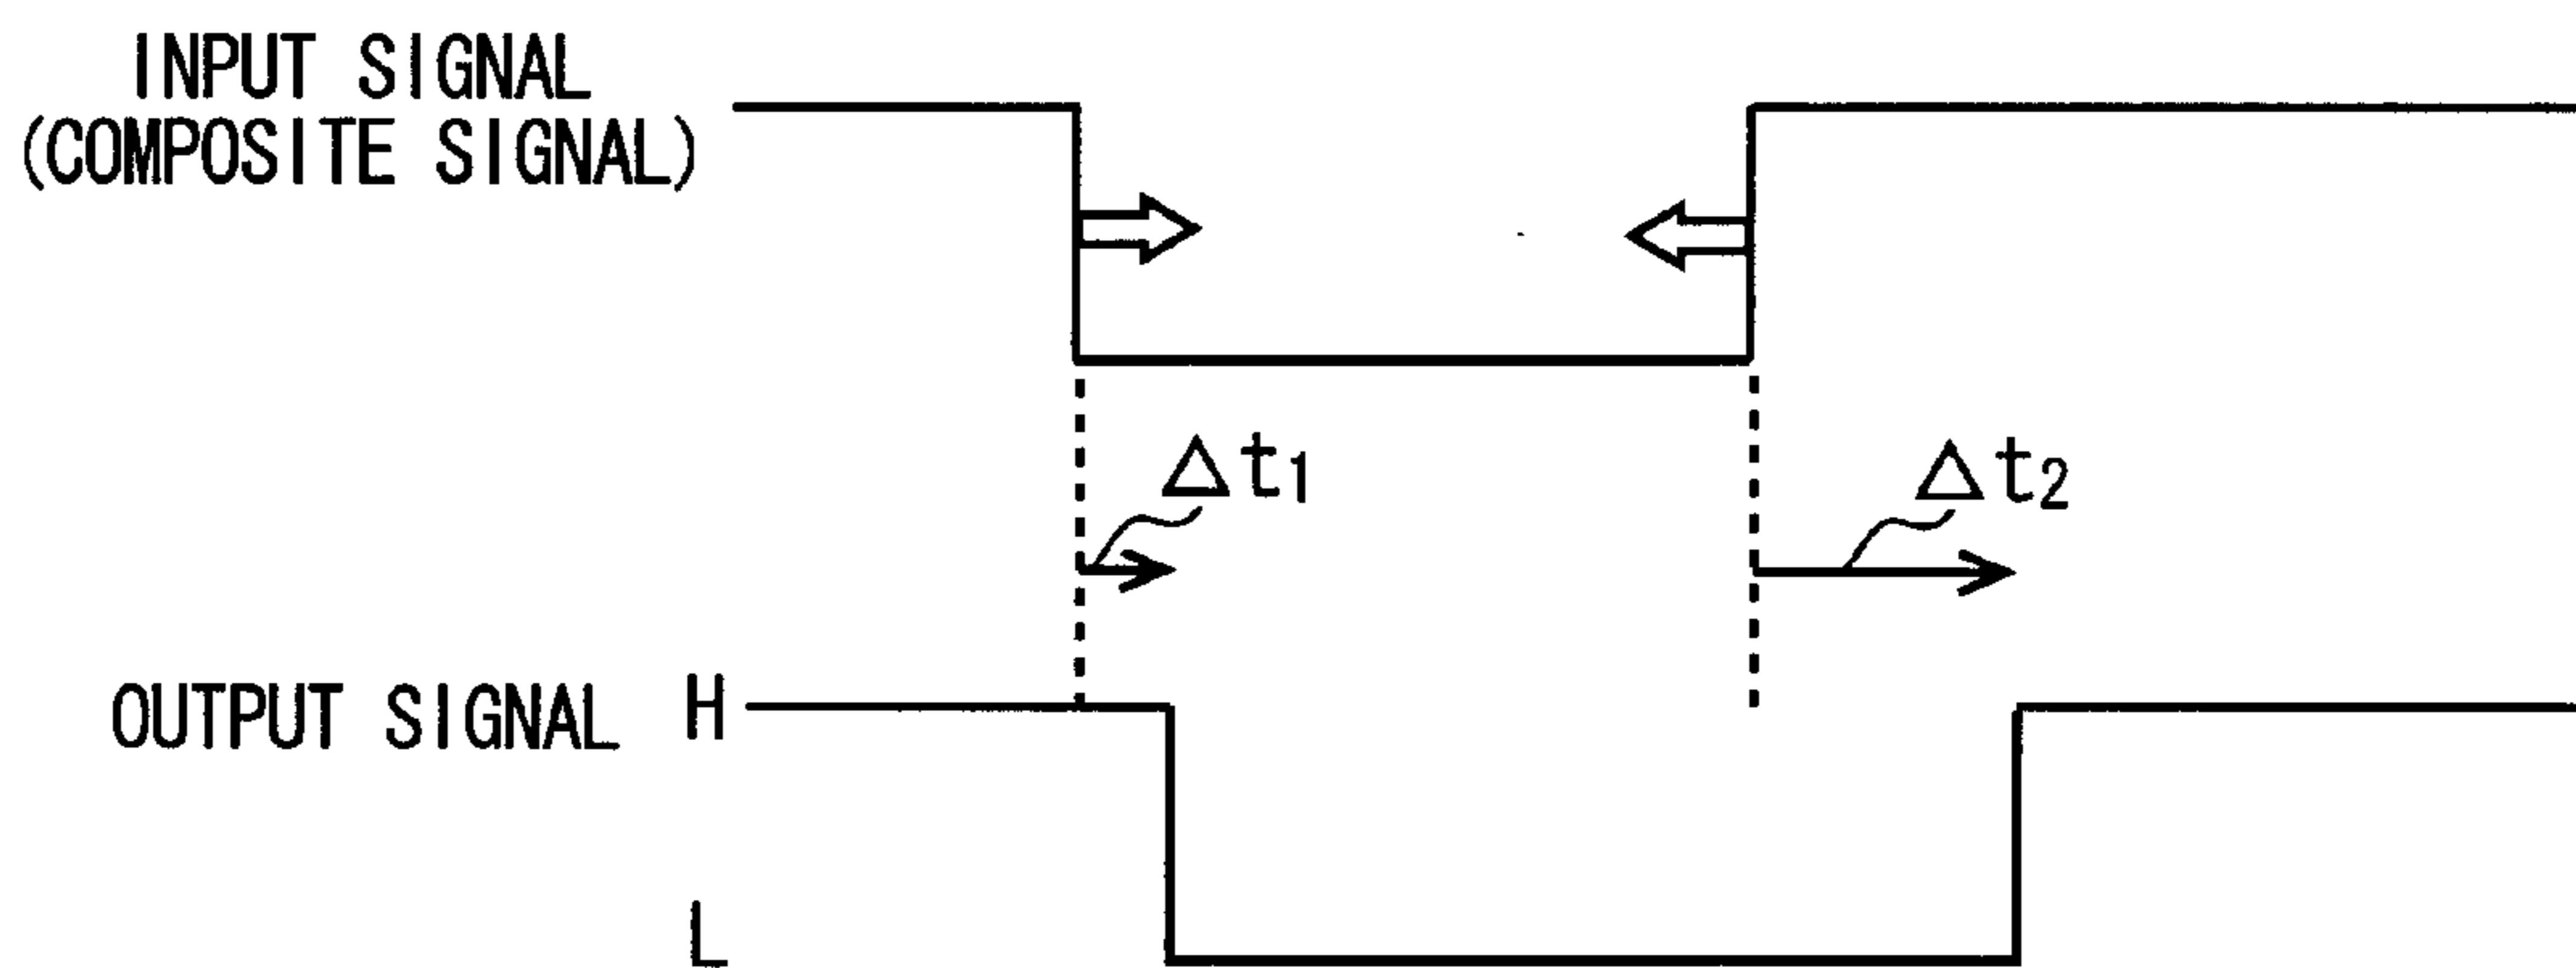 INPUT SIGNAL
(COMPOSITE SIGNAL)
Δt1
Δt2
OUTPUT SIGNAL H
L